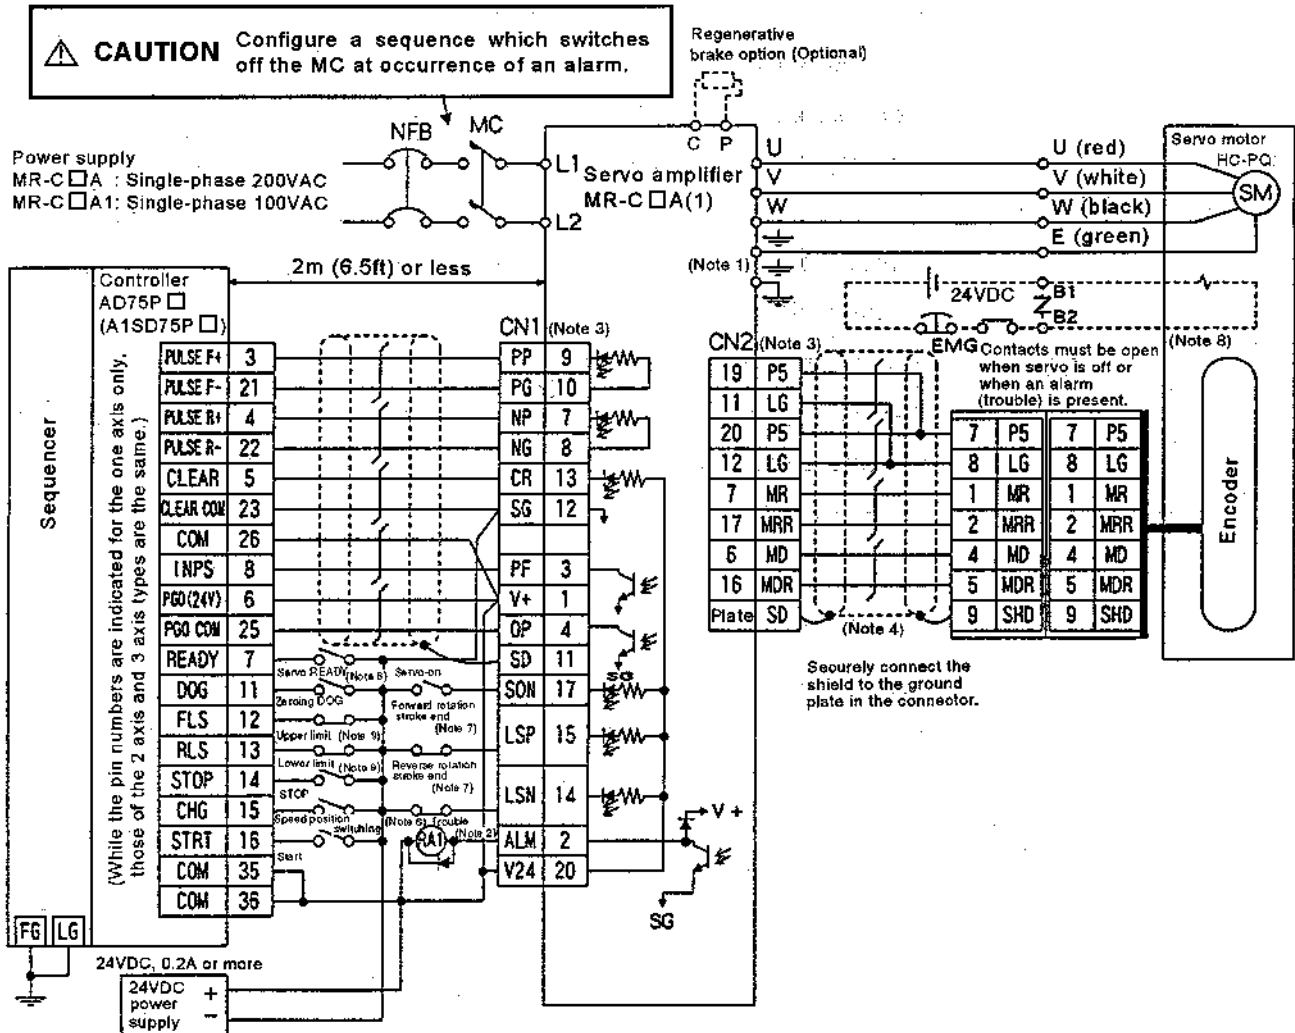 CAUTION Configure a sequence which switches
off the MC at occurrence of an alarm.
Regenerative
brake option (Optional)
NFB
MC
C P
Power supply
MR-C □ A : Single-phase 200VAC
MR-C □ A1: Single-phase 100VAC
L1
L2
Servo amplifier
MR-C □ A(1)
U
V
W
U (red)
V (white)
W (black)
E (green)
Servo motor
HC-PQ
SM
(Note 1)
24VDC
B1
B2
EMG
(Note 8)
Contacts must be open
when servo is off or
when an alarm
(trouble) is present.
2m (6.5ft) or less
Sequencer
Controller
AD75P □
(A1SD75P □)
(While the pin numbers are indicated for the one axis only,
those of the 2 axis and 3 axis types are the same.)
PULSE F+ 3
PULSE F- 21
PULSE R+ 4
PULSE R- 22
CLEAR 5
CLEAR COM 23
COM 26
INPS 8
PGO(24V) 6
PGO COM 25
READY 7
DOG 11
FLS 12
RLS 13
STOP 14
CHG 15
STRT 16
COM 35
COM 36
Servo READY (Note 6)
Servo-on
Zeroing DOG
Forward rotation
stroke end
(Note 7)
Upper limit (Note 9)
Reverse rotation
stroke end
(Note 7)
Lower limit (Note 9)
STOP
Speed position
switching
(Note 6) Trouble
RA1
(Note 2)
Start
CN1 (Note 3)
PP 9
PG 10
NP 7
NG 8
CR 13
SG 12
PF 3
V+ 1
OP 4
SD 11
SON 17
LSP 15
LSN 14
ALM 2
V24 20
SG
V +
SG
CN2 (Note 3)
19 P5
11 LG
20 P5
12 LG
7 MR
17 MRR
6 MD
16 MDR
Plate SD
(Note 4)
7 P5 7 P5
8 LG 8 LG
1 MR 1 MR
2 MRR 2 MRR
4 MD 4 MD
5 MDR 5 MDR
9 SHD 9 SHD
Encoder
Securely connect the
shield to the ground
plate in the connector.
FG LG
24VDC, 0.2A or more
24VDC
power
supply
+
−